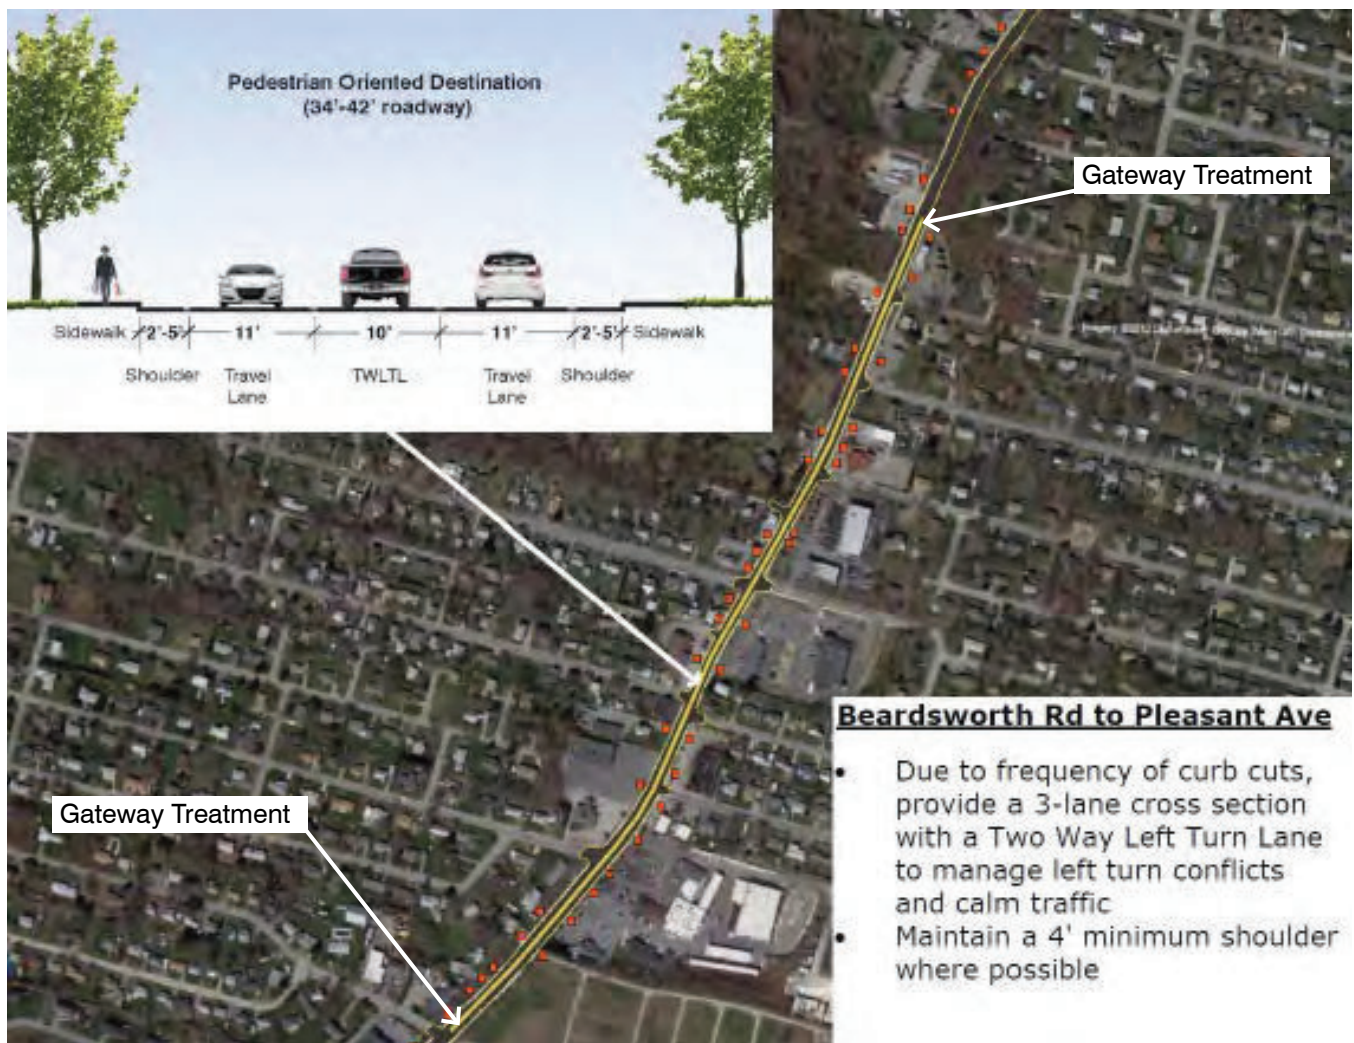 Pedestrian Oriented Destination
(34'-42' roadway)
Gateway Treatment
Sidewalk 2'-5' 11' 10' 11' 2'-5' Sidewalk
Shoulder Travel Lane TWLTL Travel Lane Shoulder
Beardsworth Rd to Pleasant Ave
• Due to frequency of curb cuts,
provide a 3-lane cross section
with a Two Way Left Turn Lane
to manage left turn conflicts
and calm traffic
• Maintain a 4' minimum shoulder
where possible
Gateway Treatment